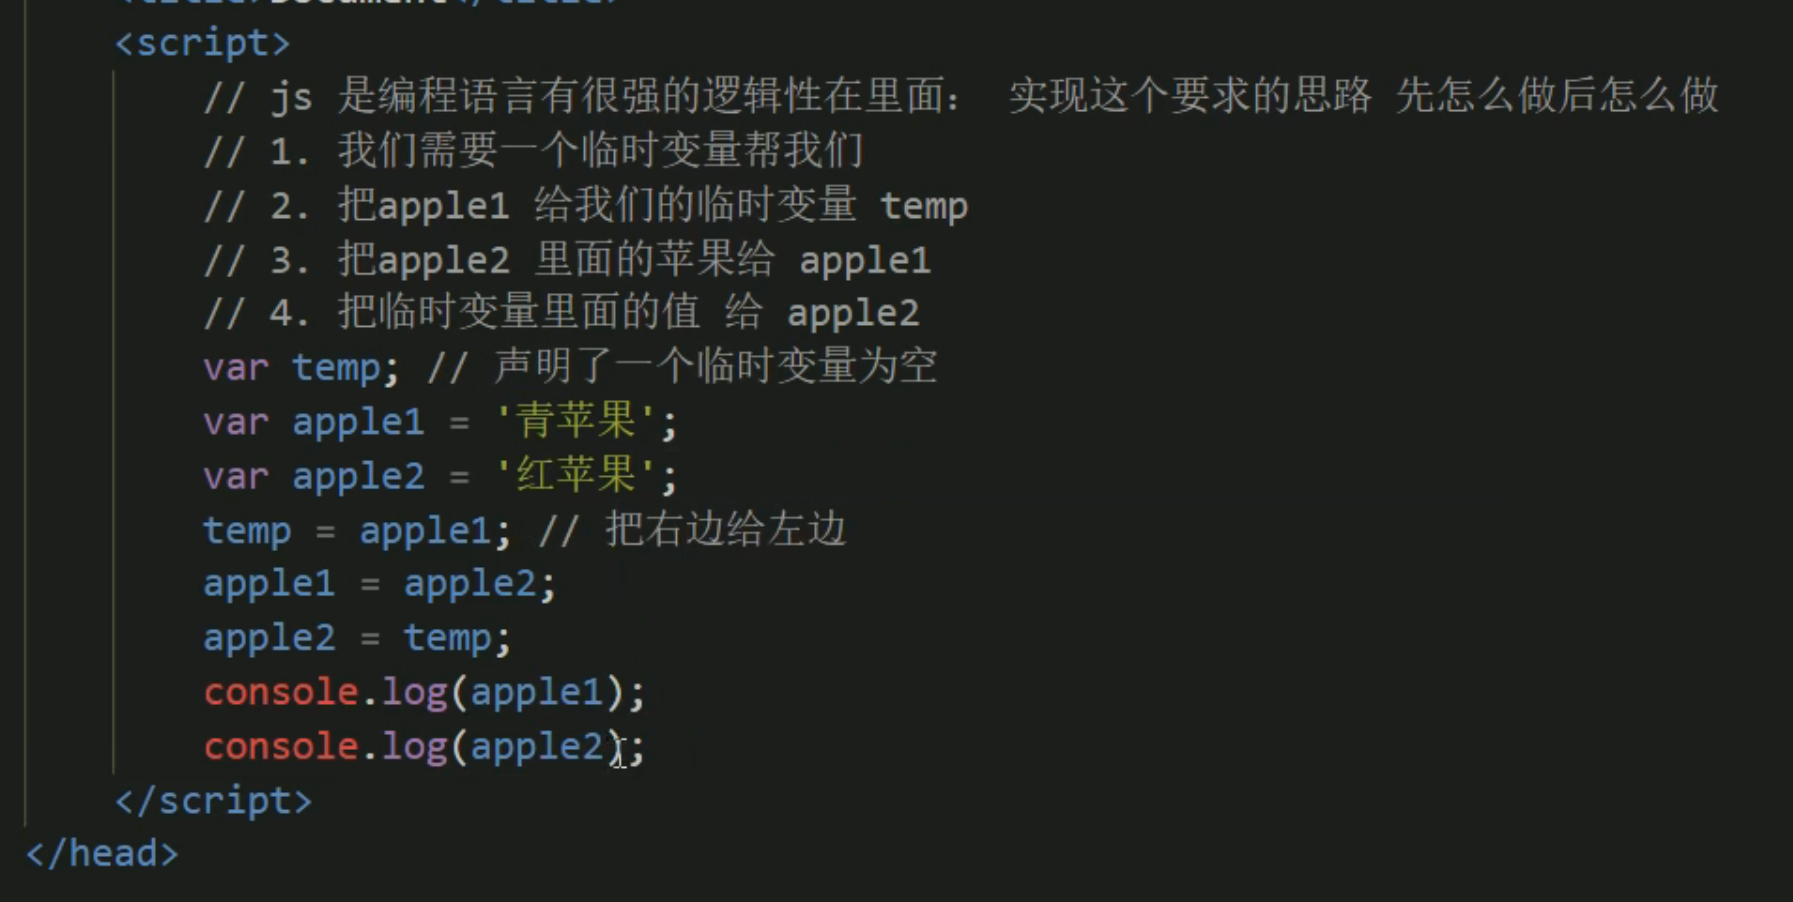 <title>Document</title>
<script>
// js 是编程语言有很强的逻辑性在里面： 实现这个要求的思路 先怎么做后怎么做
// 1. 我们需要一个临时变量帮我们
// 2. 把apple1 给我们的临时变量 temp
// 3. 把apple2 里面的苹果给 apple1
// 4. 把临时变量里面的值 给 apple2
var temp; // 声明了一个临时变量为空
var apple1 = '青苹果';
var apple2 = '红苹果';
temp = apple1; // 把右边给左边
apple1 = apple2;
apple2 = temp;
console.log(apple1);
console.log(apple2);
</script>
</head>